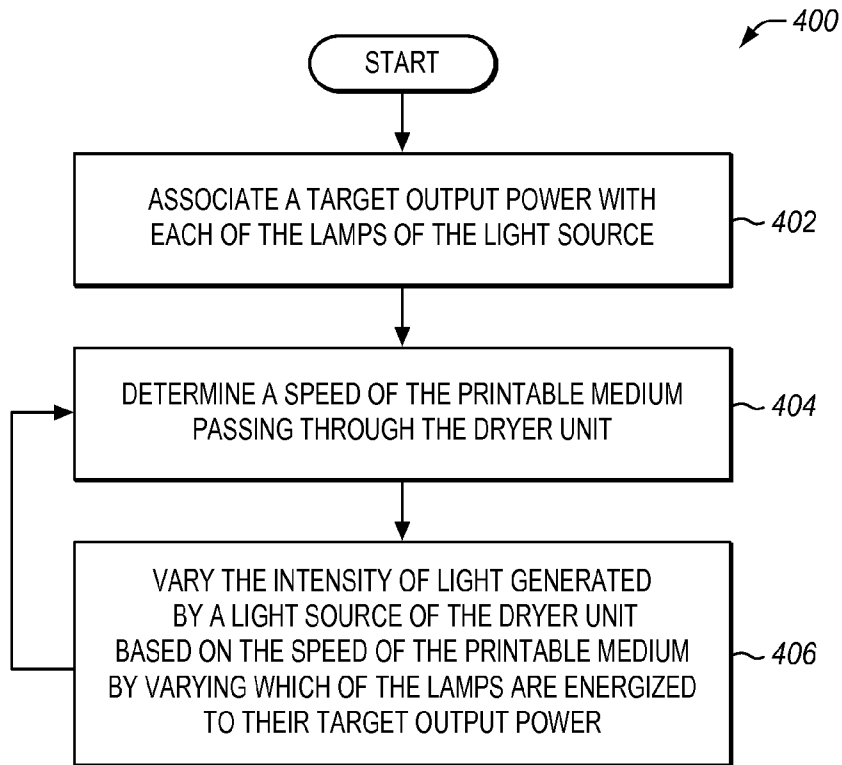 400
START
ASSOCIATE A TARGET OUTPUT POWER WITH
EACH OF THE LAMPS OF THE LIGHT SOURCE
402
DETERMINE A SPEED OF THE PRINTABLE MEDIUM
PASSING THROUGH THE DRYER UNIT
404
VARY THE INTENSITY OF LIGHT GENERATED
BY A LIGHT SOURCE OF THE DRYER UNIT
BASED ON THE SPEED OF THE PRINTABLE MEDIUM
BY VARYING WHICH OF THE LAMPS ARE ENERGIZED
TO THEIR TARGET OUTPUT POWER
406